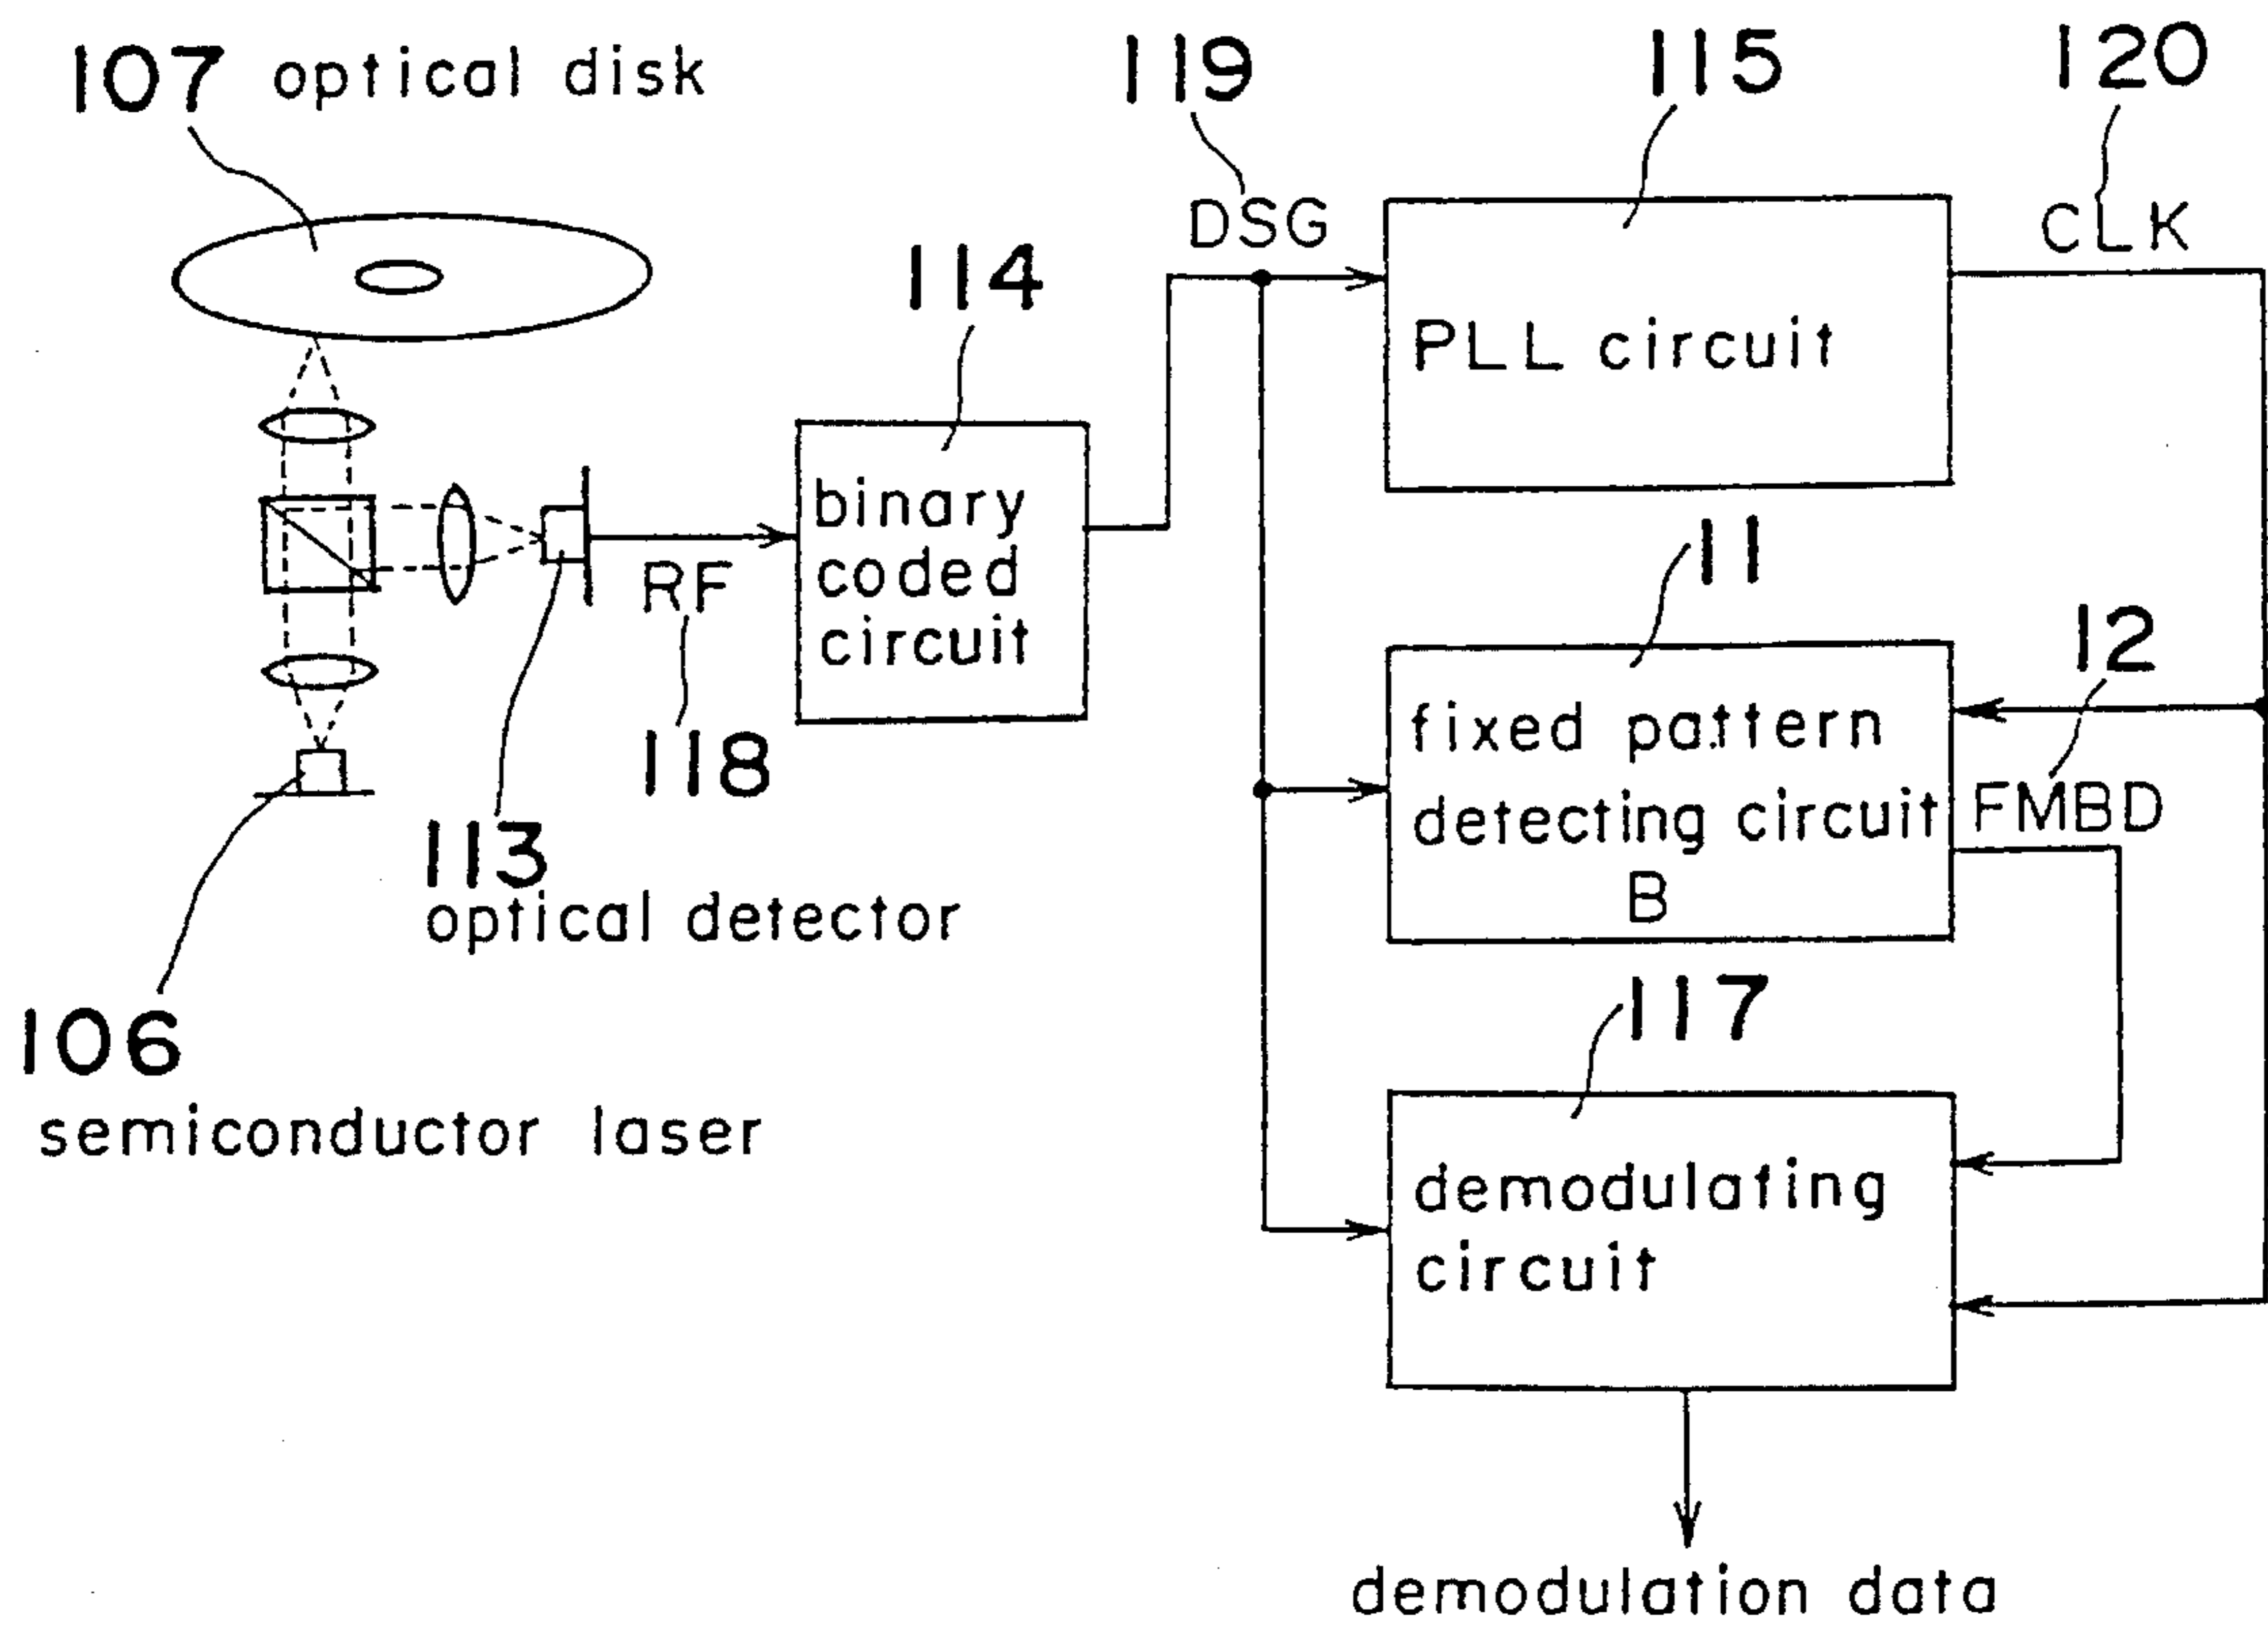 107 optical disk
119
115
120
DSG
CLK
114
PLL circuit
binary
coded
circuit
RF
118
11
12
fixed pattern
detecting circuit
B
FMBD
113
optical detector
106
semiconductor laser
117
demodulating
circuit
demodulation data